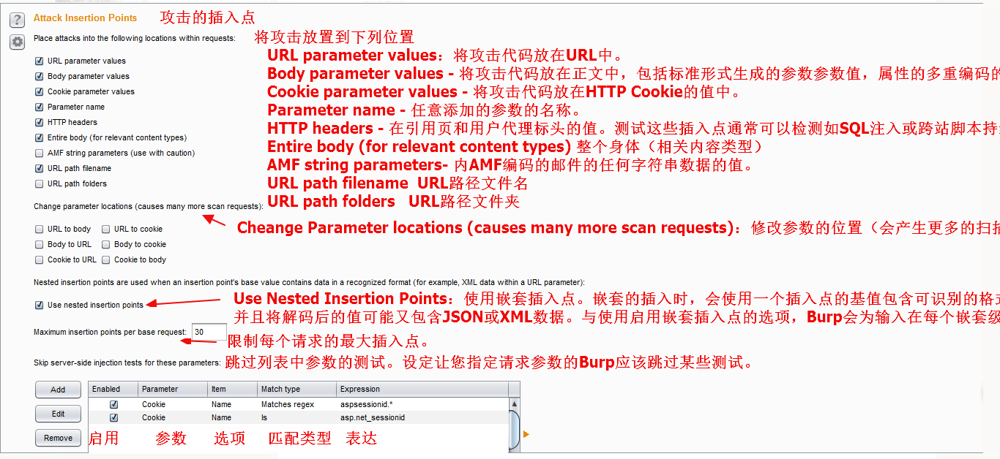 Attack Insertion Points 攻击的插入点
Place attacks into the following locations within requests: 将攻击放置到下列位置
URL parameter values URL parameter values：将攻击代码放在URL中。
Body parameter values Body parameter values - 将攻击代码放在正文中，包括标准形式生成的参数参数值，属性的多重编码的
Cookie parameter values Cookie parameter values - 将攻击代码放在HTTP Cookie的值中。
Parameter name Parameter name - 任意添加的参数的名称。
HTTP headers HTTP headers - 在引用页和用户代理标头的值。测试这些插入点通常可以检测如SQL注入或跨站脚本持
Entire body (for relevant content types) Entire body (for relevant content types) 整个身体（相关内容类型）
AMF string parameters (use with caution) AMF string parameters- 内AMF编码的邮件的任何字符串数据的值。
URL path filename URL path filename URL路径文件名
URL path folders URL path folders URL路径文件夹
Change parameter locations (causes many more scan requests):
Cheange Parameter locations (causes many more scan requests)：修改参数的位置（会产生更多的扫描
URL to body URL to cookie
Body to URL Body to cookie
Cookie to URL Cookie to body
Nested insertion points are used when an insertion point's base value contains data in a recognized format (for example, XML data within a URL parameter):
Use nested insertion points Use Nested Insertion Points：使用嵌套插入点。嵌套的插入时，会使用一个插入点的基值包含可识别的格式
并且将解码后的值可能又包含JSON或XML数据。与使用启用嵌套插入点的选项，Burp会为输入在每个嵌套级
Maximum insertion points per base request: 30 限制每个请求的最大插入点。
Skip server-side injection tests for these parameters: 跳过列表中参数的测试。设定让您指定请求参数的Burp应该跳过某些测试。
Add Enabled Parameter Item Match type Expression
Cookie Name Matches regex aspsessionid.*
Edit Cookie Name Is asp.net_sessionid
Remove 启用 参数 选项 匹配类型 表达